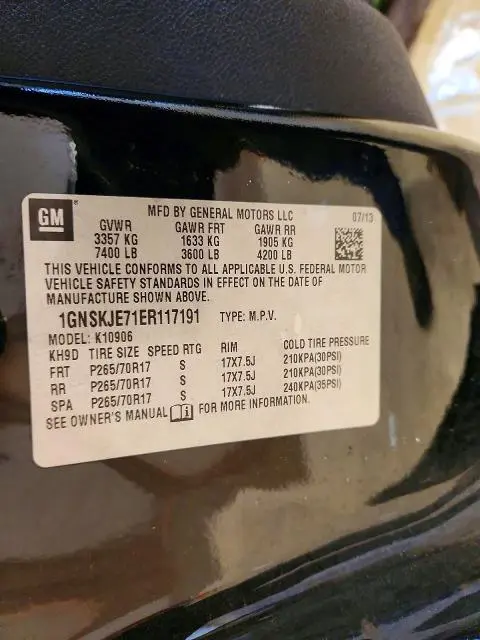 GM
MFD BY GENERAL MOTORS LLC 07/13
GVWR GAWR FRT GAWR RR
3357 KG 1633 KG 1905 KG
7400 LB 3600 LB 4200 LB
THIS VEHICLE CONFORMS TO ALL APPLICABLE U.S. FEDERAL MOTOR
VEHICLE SAFETY STANDARDS IN EFFECT ON THE DATE OF
MANUFACTURE SHOWN ABOVE.
1GNSKJE71ER117191 TYPE: M.P.V.
MODEL: K10906
KH9D TIRE SIZE SPEED RTG RIM COLD TIRE PRESSURE
FRT P265/70R17 S 17X7.5J 210KPA(30PSI)
RR P265/70R17 S 17X7.5J 210KPA(30PSI)
SPA P265/70R17 S 17X7.5J 240KPA(35PSI)
SEE OWNER'S MANUAL FOR MORE INFORMATION.